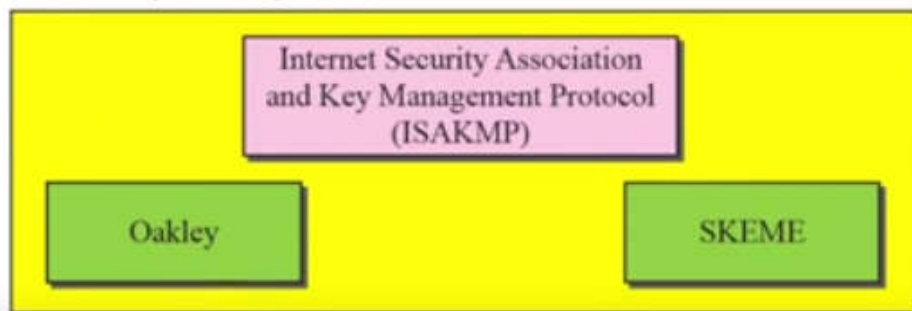 Internet Security Association
and Key Management Protocol
(ISAKMP)
Oakley
SKEME